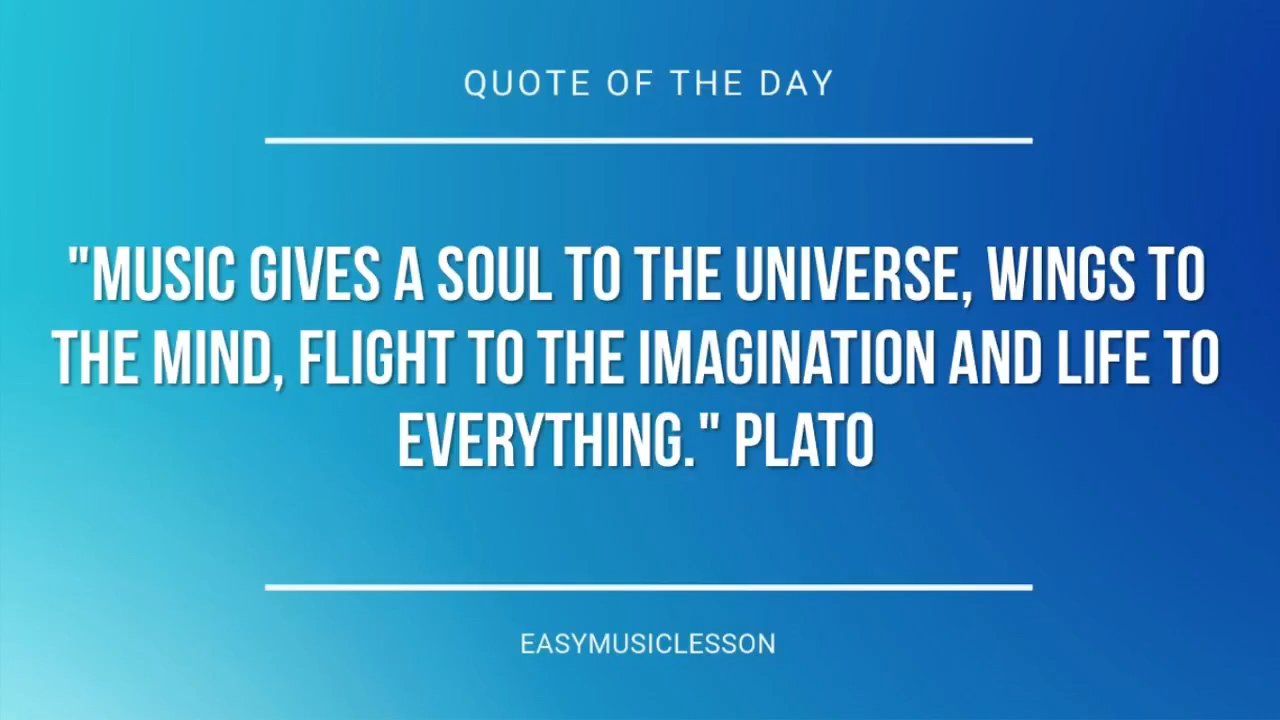 QUOTE OF THE DAY
"MUSIC GIVES A SOUL TO THE UNIVERSE, WINGS TO
THE MIND, FLIGHT TO THE IMAGINATION AND LIFE TO
EVERYTHING." PLATO
EASYMUSICLESSON